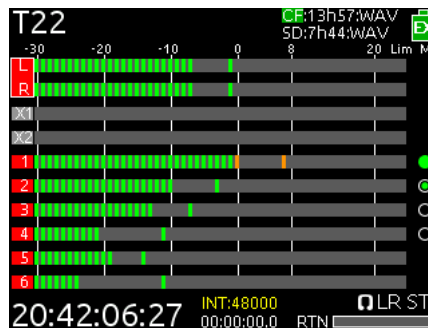 T22
CF:13h57:WAV
SD:7h44:WAV
-30 -20 -10 0 8 20 Lim M
L
R
X1
X2
1
2
3
4
5
6
20:42:06:27
INT:48000
00:00:00.0
LR ST
RTN